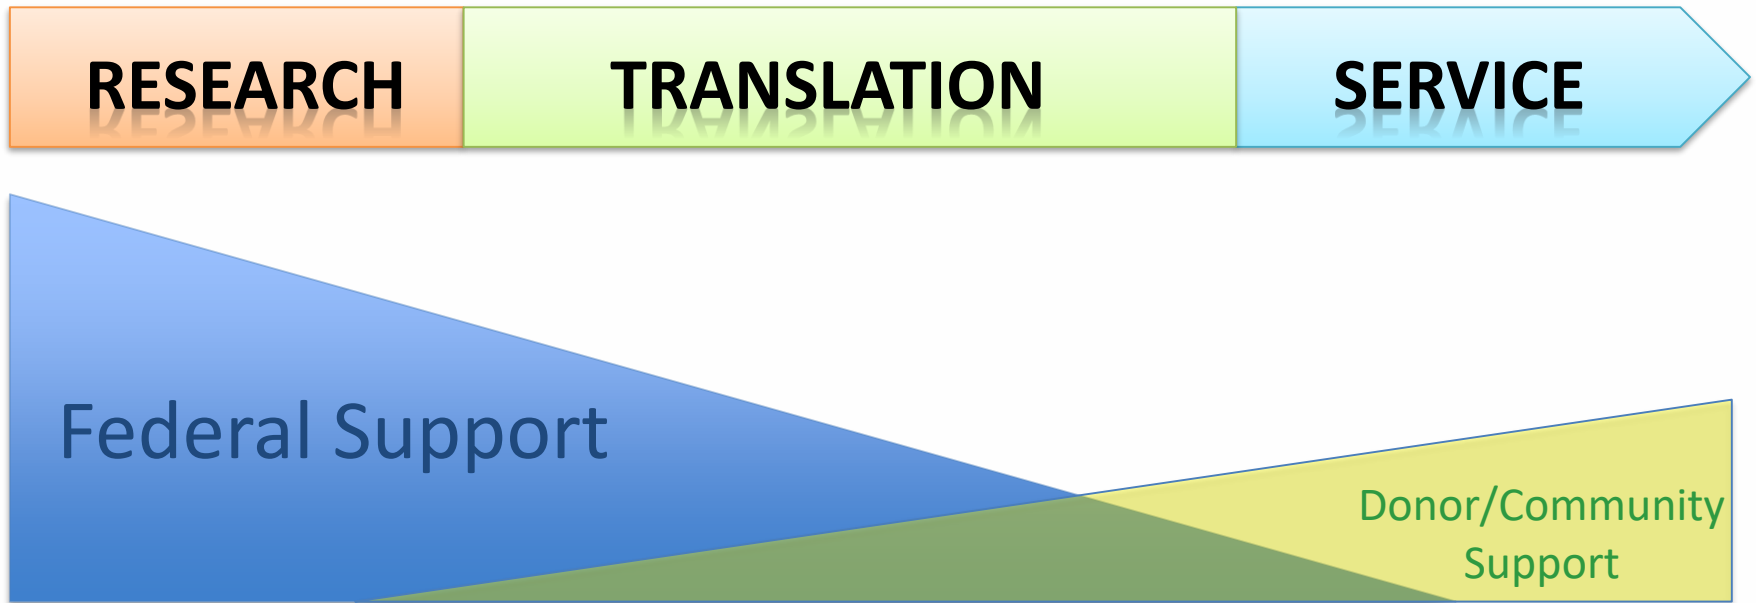 RESEARCH
TRANSLATION
SERVICE
Federal Support
Donor/Community
Support